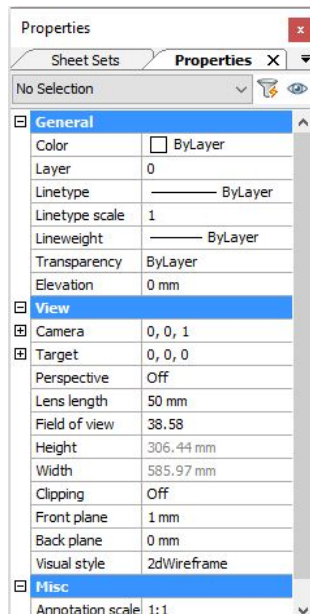 Properties
x
Sheet Sets Properties X
No Selection
General
Color ByLayer
Layer 0
Linetype ByLayer
Linetype scale 1
Lineweight ByLayer
Transparency ByLayer
Elevation 0 mm
View
Camera 0, 0, 1
Target 0, 0, 0
Perspective Off
Lens length 50 mm
Field of view 38.58
Height 306.44 mm
Width 585.97 mm
Clipping Off
Front plane 1 mm
Back plane 0 mm
Visual style 2dWireframe
Misc
Annotation scale 1:1